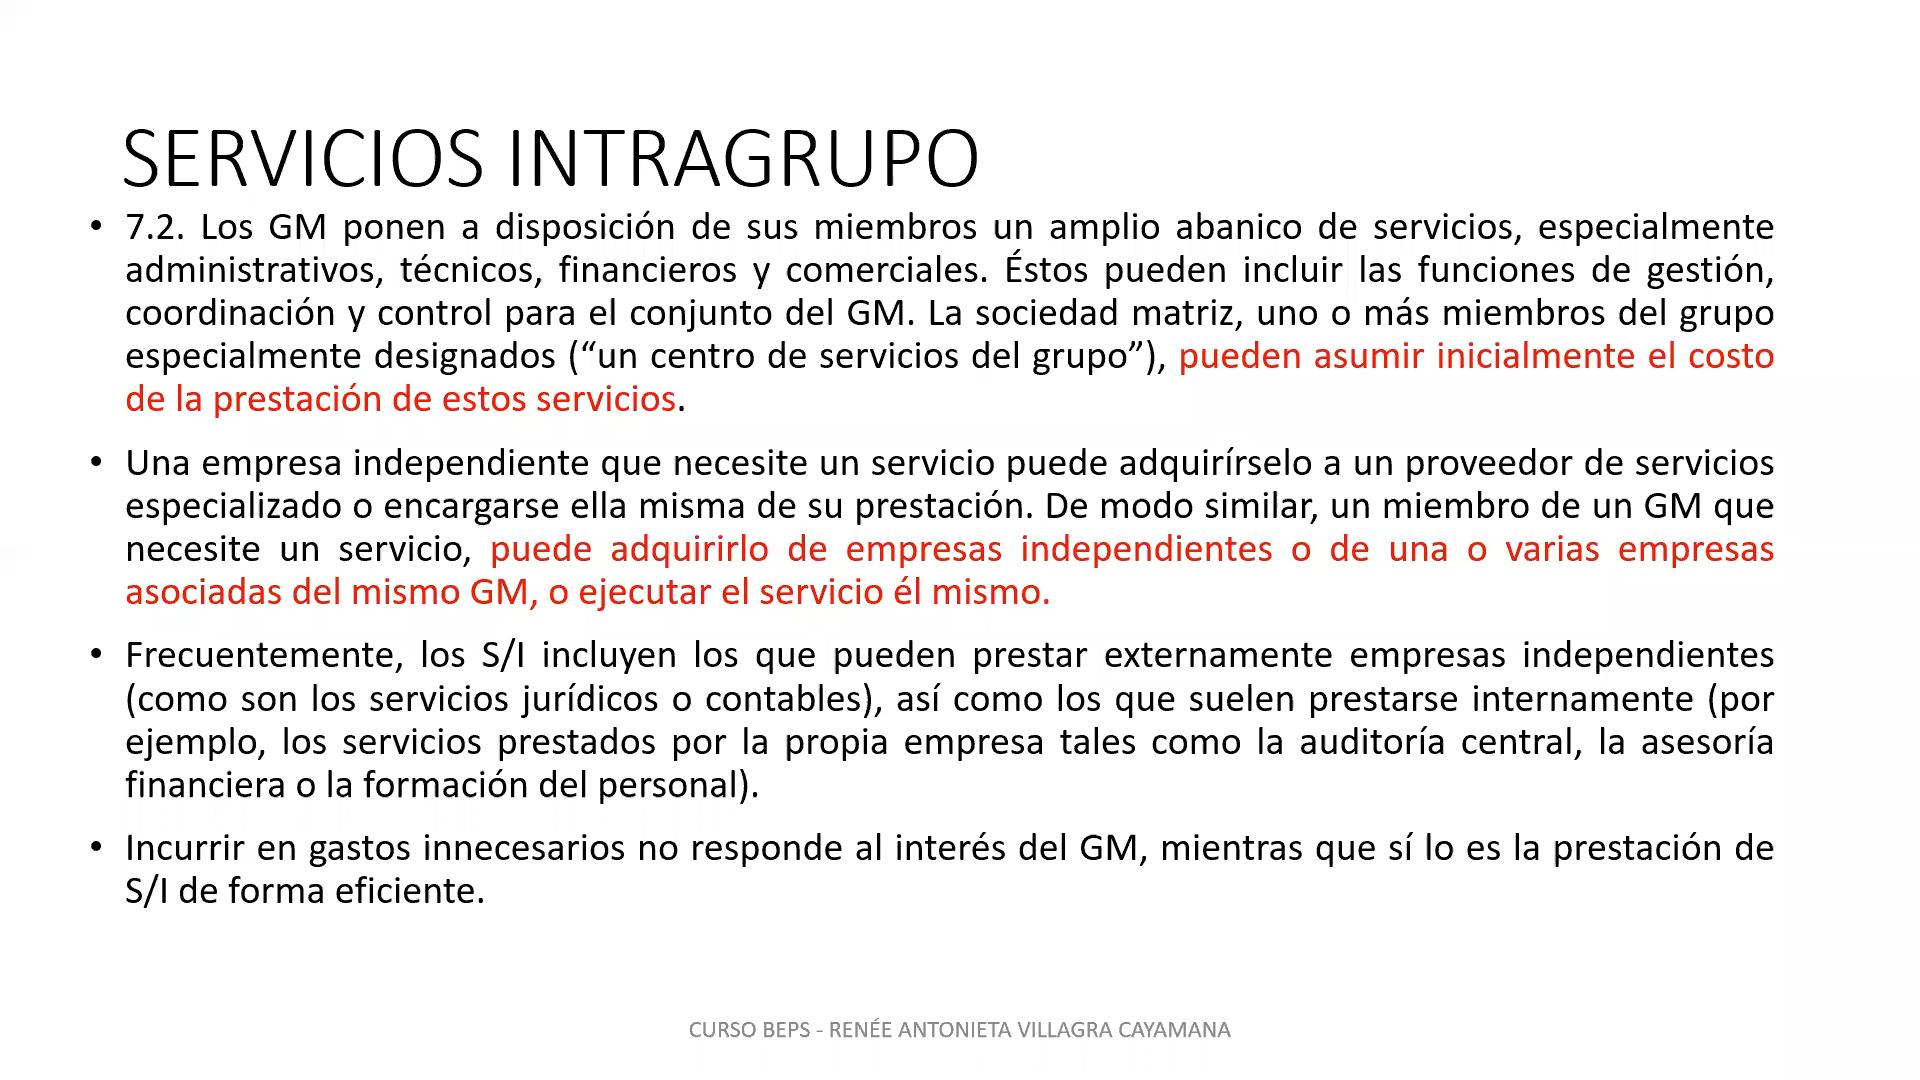 SERVICIOS INTRAGRUPO
• 7.2. Los GM ponen a disposición de sus miembros un amplio abanico de servicios, especialmente
administrativos, técnicos, financieros y comerciales. Éstos pueden incluir las funciones de gestión,
coordinación y control para el conjunto del GM. La sociedad matriz, uno o más miembros del grupo
especialmente designados (“un centro de servicios del grupo”), pueden asumir inicialmente el costo
de la prestación de estos servicios.
• Una empresa independiente que necesite un servicio puede adquirírselo a un proveedor de servicios
especializado o encargarse ella misma de su prestación. De modo similar, un miembro de un GM que
necesite un servicio, puede adquirirlo de empresas independientes o de una o varias empresas
asociadas del mismo GM, o ejecutar el servicio él mismo.
• Frecuentemente, los S/I incluyen los que pueden prestar externamente empresas independientes
(como son los servicios jurídicos o contables), así como los que suelen prestarse internamente (por
ejemplo, los servicios prestados por la propia empresa tales como la auditoría central, la asesoría
financiera o la formación del personal).
• Incurrir en gastos innecesarios no responde al interés del GM, mientras que sí lo es la prestación de
S/I de forma eficiente.
CURSO BEPS - RENÉE ANTONIETA VILLAGRA CAYAMANA